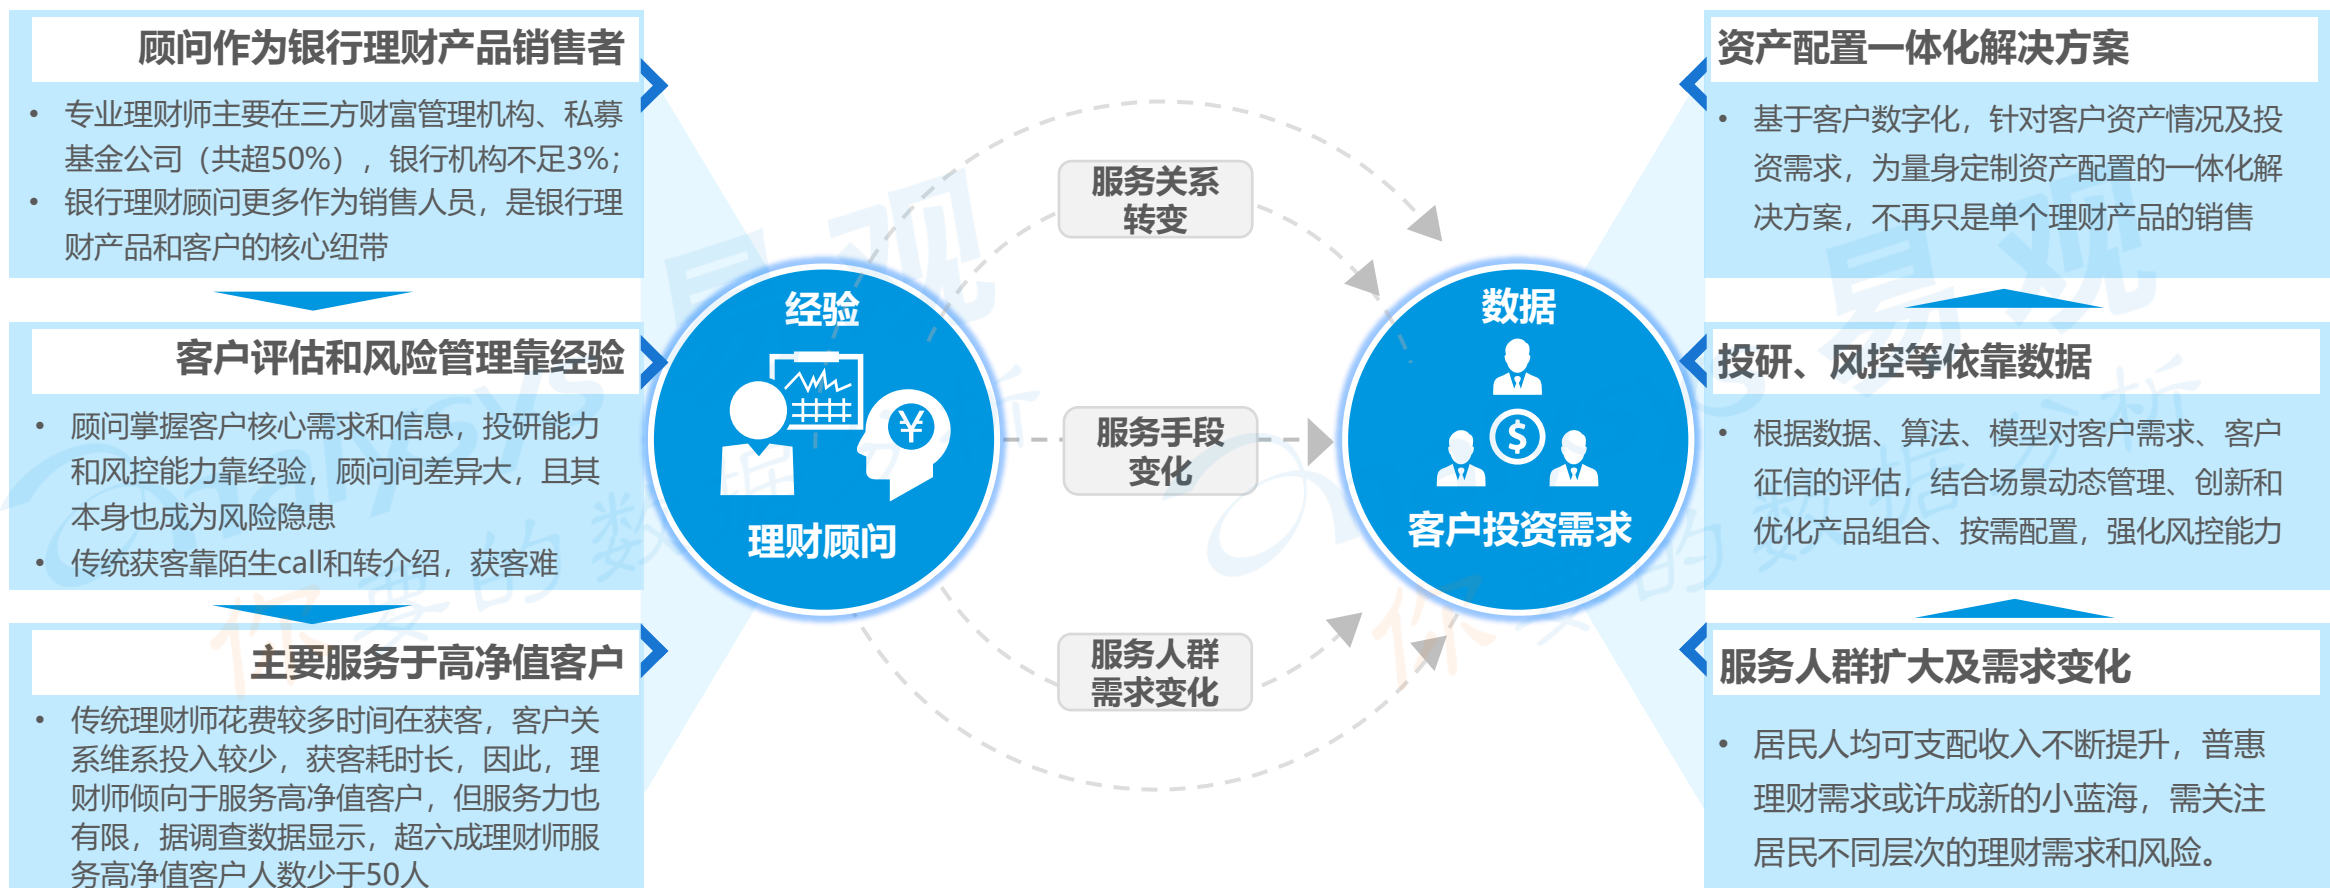 顾问作为银行理财产品销售者
• 专业理财师主要在三方财富管理机构、私募
基金公司（共超50%），银行机构不足3%；
• 银行理财顾问更多作为销售人员，是银行理
财产品和客户的核心纽带
客户评估和风险管理靠经验
• 顾问掌握客户核心需求和信息，投研能力
和风控能力靠经验，顾问间差异大，且其
本身也成为风险隐患
• 传统获客靠陌生call和转介绍，获客难
主要服务于高净值客户
• 传统理财师花费较多时间在获客，客户关
系维系投入较少，获客耗时长，因此，理
财师倾向于服务高净值客户，但服务力也
有限，据调查数据显示，超六成理财师服
务高净值客户人数少于50人
经验
¥
理财顾问
服务关系
转变
服务手段
变化
服务人群
需求变化
数据
$
客户投资需求
资产配置一体化解决方案
• 基于客户数字化，针对客户资产情况及投
资需求，为量身定制资产配置的一体化解
决方案，不再只是单个理财产品的销售
投研、风控等依靠数据
• 根据数据、算法、模型对客户需求、客户
征信的评估，结合场景动态管理、创新和
优化产品组合、按需配置，强化风控能力
服务人群扩大及需求变化
• 居民人均可支配收入不断提升，普惠
理财需求或许成新的小蓝海，需关注
居民不同层次的理财需求和风险。
analysys 易观
你要的数据分析
analysys 易观
你要的数据分析